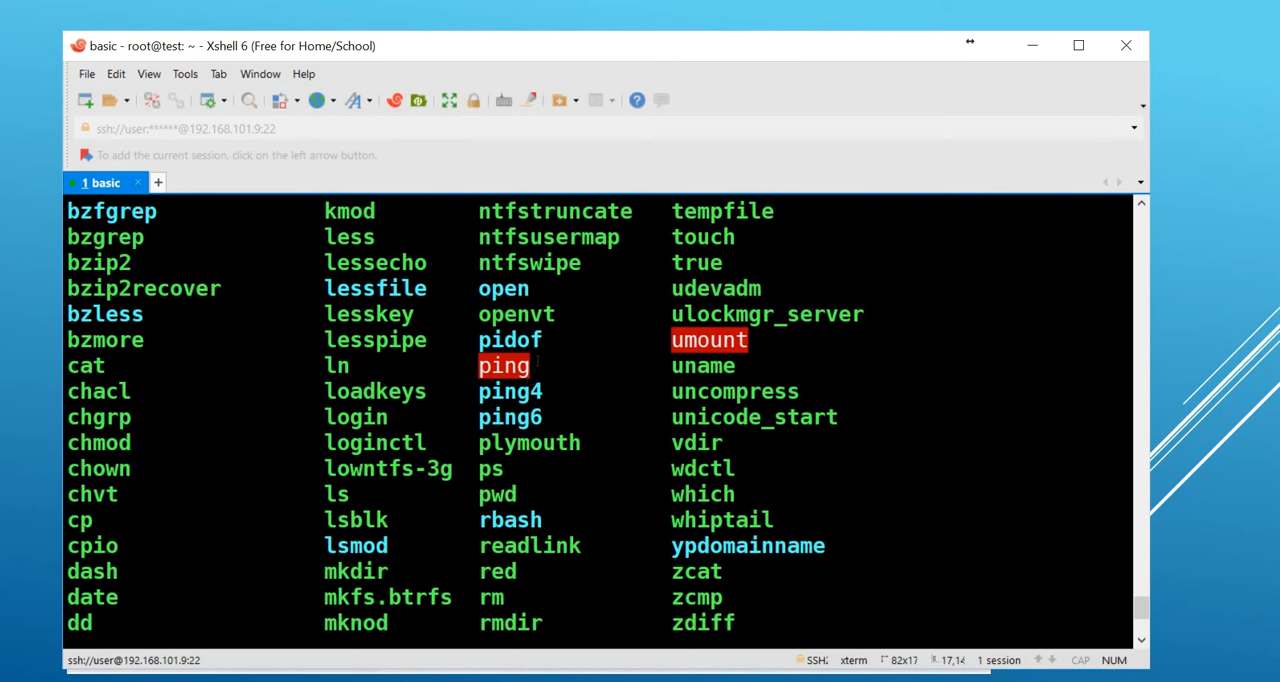 basic - root@test: ~ - Xshell 6 (Free for Home/School)
File Edit View Tools Tab Window Help
ssh://user:******@192.168.101.9:22
To add the current session, click on the left arrow button.
1 basic × +
bzfgrep kmod ntfstruncate tempfile
bzgrep less ntfsusermap touch
bzip2 lessecho ntfswipe true
bzip2recover lessfile open udevadm
bzless lesskey openvt ulockmgr_server
bzmore lesspipe pidof umount
cat ln ping uname
chacl loadkeys ping4 uncompress
chgrp login ping6 unicode_start
chmod loginctl plymouth vdir
chown lowntfs-3g ps wdctl
chvt ls pwd which
cp lsblk rbash whiptail
cpio lsmod readlink ypdomainname
dash mkdir red zcat
date mkfs.btrfs rm zcmp
dd mknod rmdir zdiff
ssh://user@192.168.101.9:22 SSH2 xterm 82x17 17,14 1 session CAP NUM